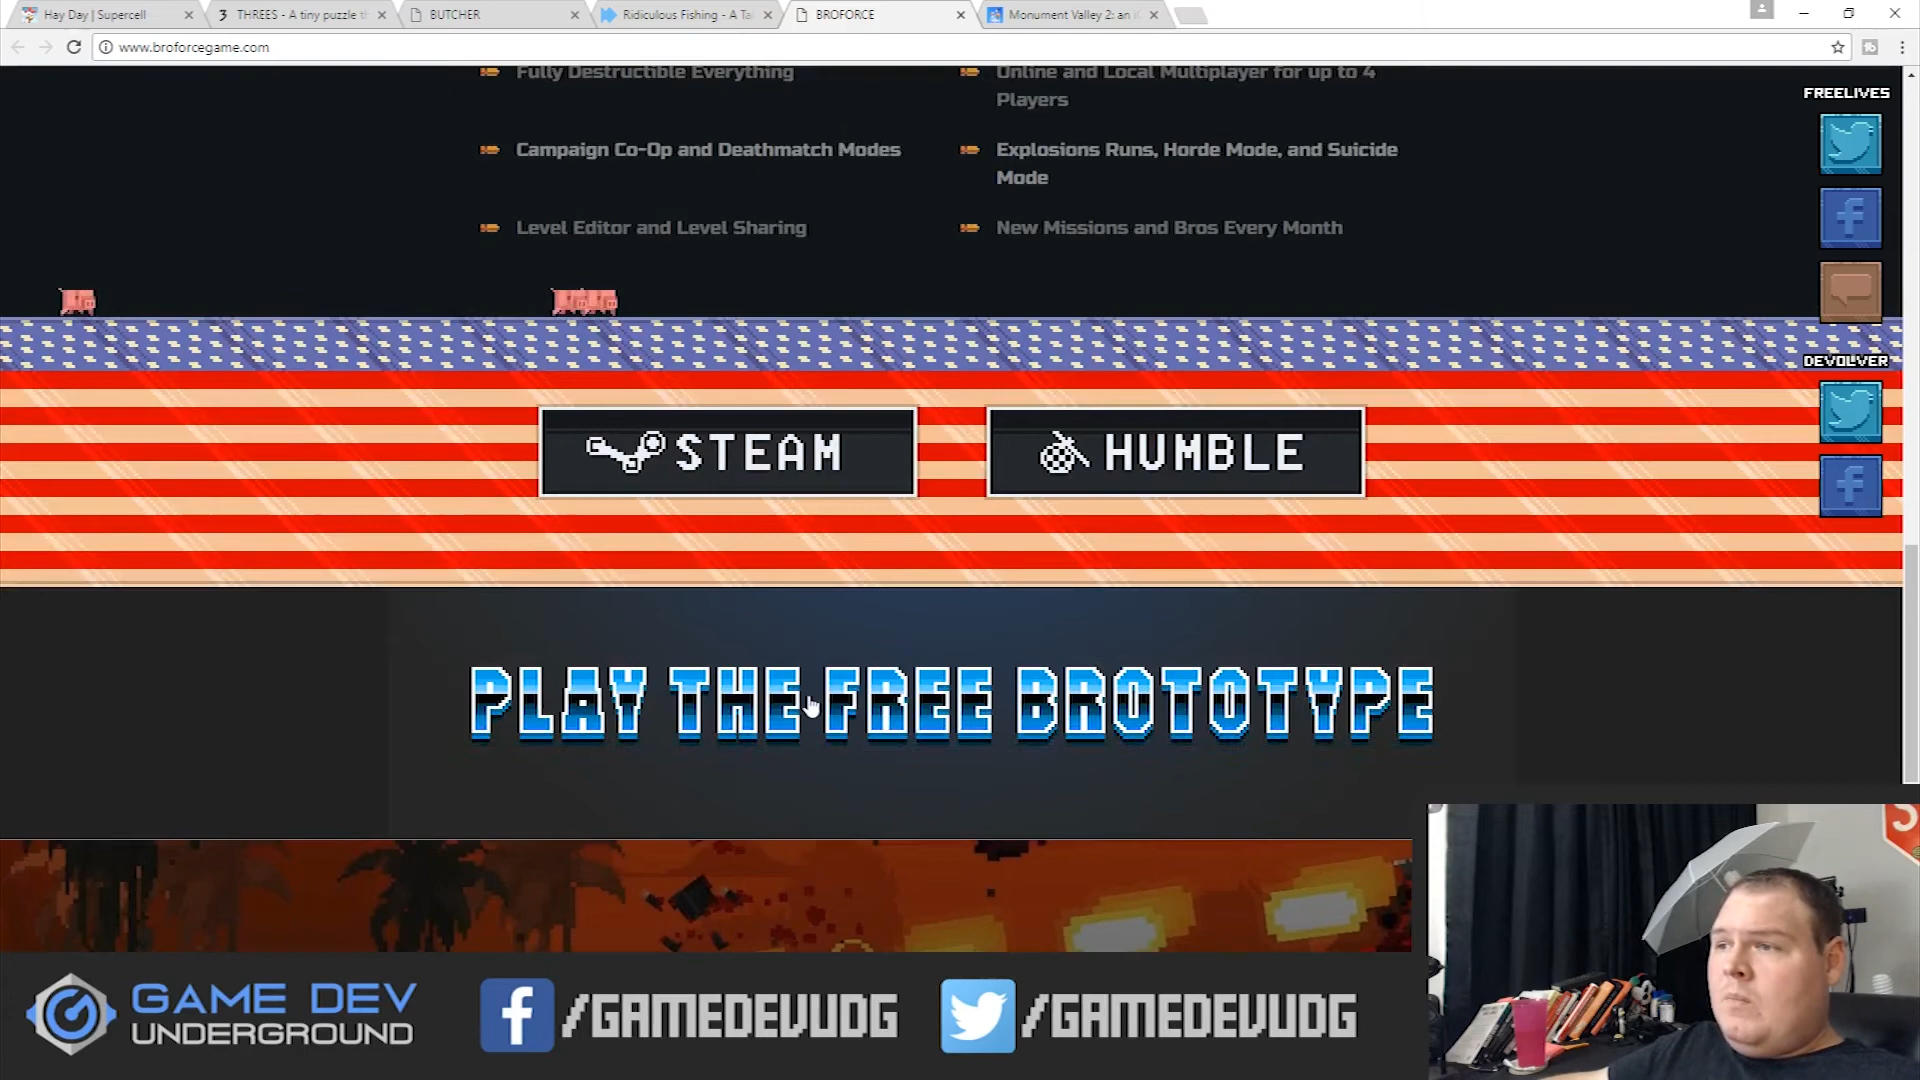 Hay Day | Supercell
THREES - A tiny puzzle th
BUTCHER
Ridiculous Fishing - A Ta
BROFORCE
Monument Valley 2: an i
www.broforcegame.com
Fully Destructible Everything
Online and Local Multiplayer for up to 4
Players
Campaign Co-Op and Deathmatch Modes
Explosions Runs, Horde Mode, and Suicide
Mode
Level Editor and Level Sharing
New Missions and Bros Every Month
FREELIVES
DEVOLVER
STEAM
HUMBLE
PLAY THE FREE BROTOTYPE
GAME DEV
UNDERGROUND
/GAMEDEVUDG
/GAMEDEVUDG